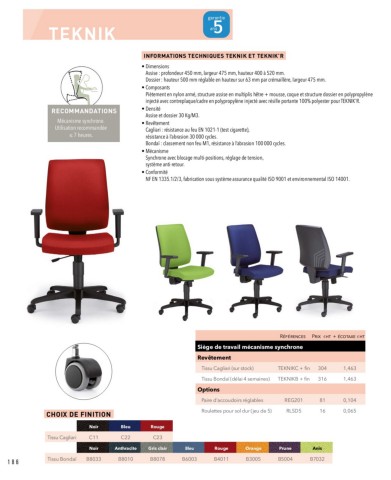 TEKNIK
garantie
5
RECOMMANDATIONS
Mécanisme synchrone.
Utilisation recommandée
≤ 7 heures.
INFORMATIONS TECHNIQUES TEKNIK ET TEKNIK'R
• Dimensions
Assise : profondeur 450 mm, largeur 475 mm, hauteur 400 à 520 mm.
Dossier : hauteur 500 mm réglable en hauteur sur 63 mm par crémaillère, largeur 475 mm.
• Composants
Piètement en nylon armé, structure assise en multiplis hêtre + mousse, coque et structure dossier en polypropylène
injecté avec contreplaqué/cadre en polypropylène injecté avec résille portante 100% polyester pour TEKNIK'R.
• Densité
Assise et dossier 30 Kg/M3.
• Revêtement
Cagliari : résistance au feu EN 1021-1 (test cigarette),
résistance à l'abrasion 30 000 cycles.
Bondaï : classement non feu M1, résistance à l'abrasion 100 000 cycles.
• Mécanisme
Synchrone avec blocage multi positions, réglage de tension,
système anti-retour.
• Conformité
NF EN 1335 1/2/3, fabrication sous système assurance qualité ISO 9001 et environnemental ISO 14001.
RÉFÉRENCES PRIX €HT + ÉCOTAXE €HT
Siège de travail mécanisme synchrone
Revêtement
Tissu Cagliari (sur stock) TEKNIKC + fin 304 1,463
Tissu Bondaï (délai 4 semaines) TEKNIKB + fin 316 1,463
Options
Paire d'accoudoirs réglables REG201 61 0,104
Roulettes pour sol dur (jeu de 5) RLSD5 16 0,065
CHOIX DE FINITION
Noir Bleu Rouge
Tissu Cagliari C11 C22 C23
Noir Anthracite Gris clair Bleu Rouge Orange Prune Anis
Tissu Bondaï B8033 B8010 B8078 B6003 B4011 B3005 B5004 B7032
188